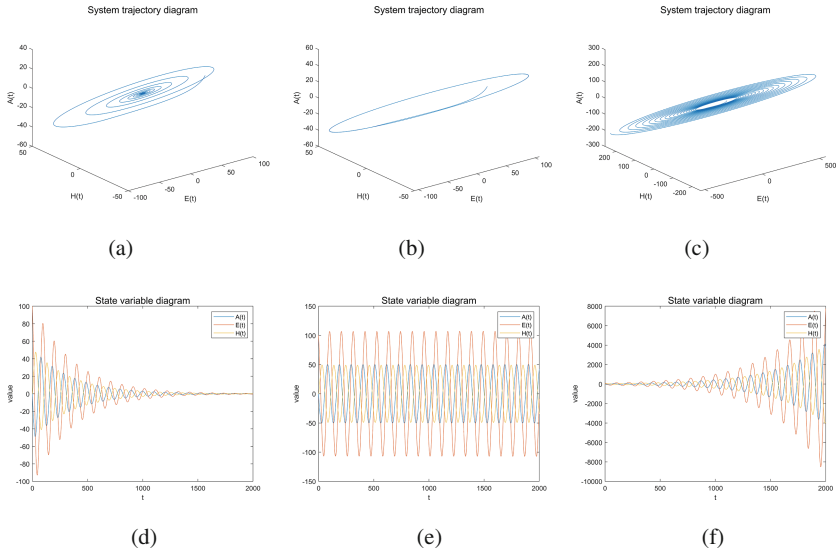 System trajectory diagram
40
20
0
-20
-40
-60
A(t)
50
0
-50
H(t)
-100
-50
0
50
100
E(t)
(a)
System trajectory diagram
60
40
20
0
-20
-40
-60
A(t)
50
0
-50
H(t)
-100
-50
0
50
100
E(t)
(b)
System trajectory diagram
300
200
100
0
-100
-200
-300
A(t)
200
100
0
-100
-200
H(t)
-500
0
500
E(t)
(c)
State variable diagram
100
80
60
40
20
0
-20
-40
-60
-80
-100
value
A(t)
E(t)
H(t)
0
500
1000
1500
2000
t
(d)
State variable diagram
150
100
50
0
-50
-100
-150
value
A(t)
E(t)
H(t)
0
500
1000
1500
2000
t
(e)
State variable diagram
8000
6000
4000
2000
0
-2000
-4000
-6000
-8000
-10000
value
A(t)
E(t)
H(t)
0
500
1000
1500
2000
t
(f)